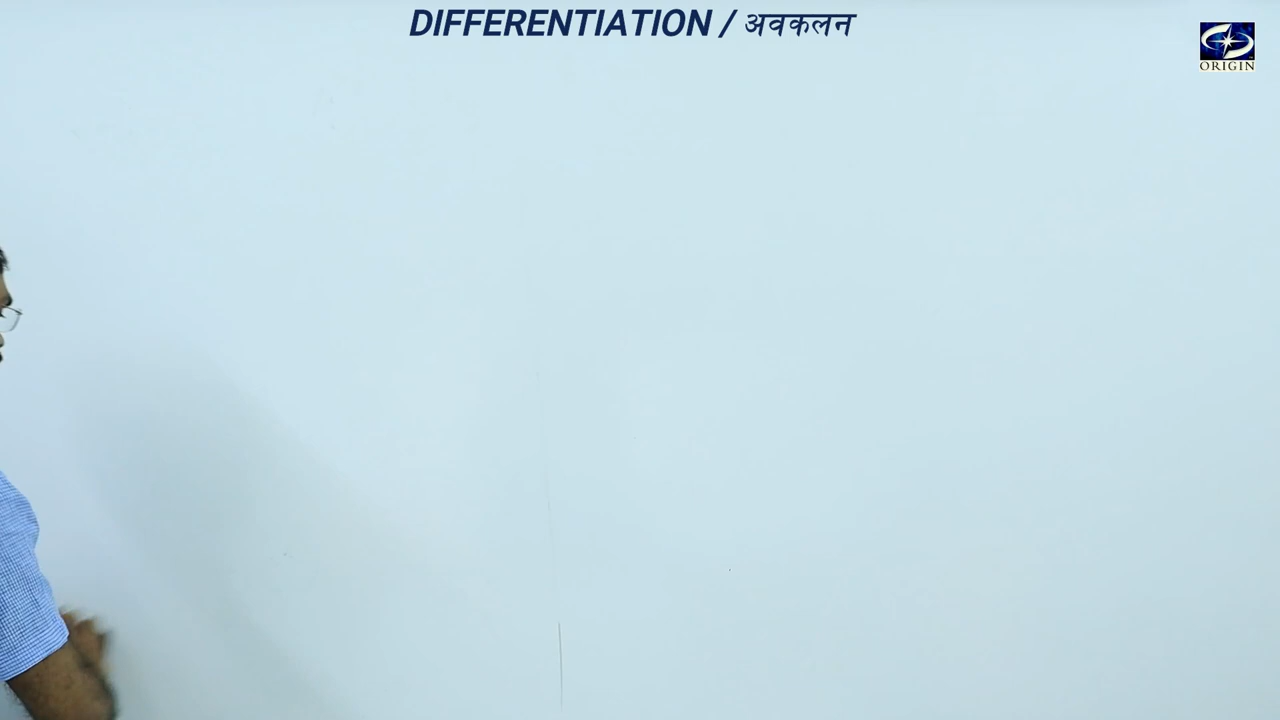 DIFFERENTIATION / अवकलन
ORIGIN